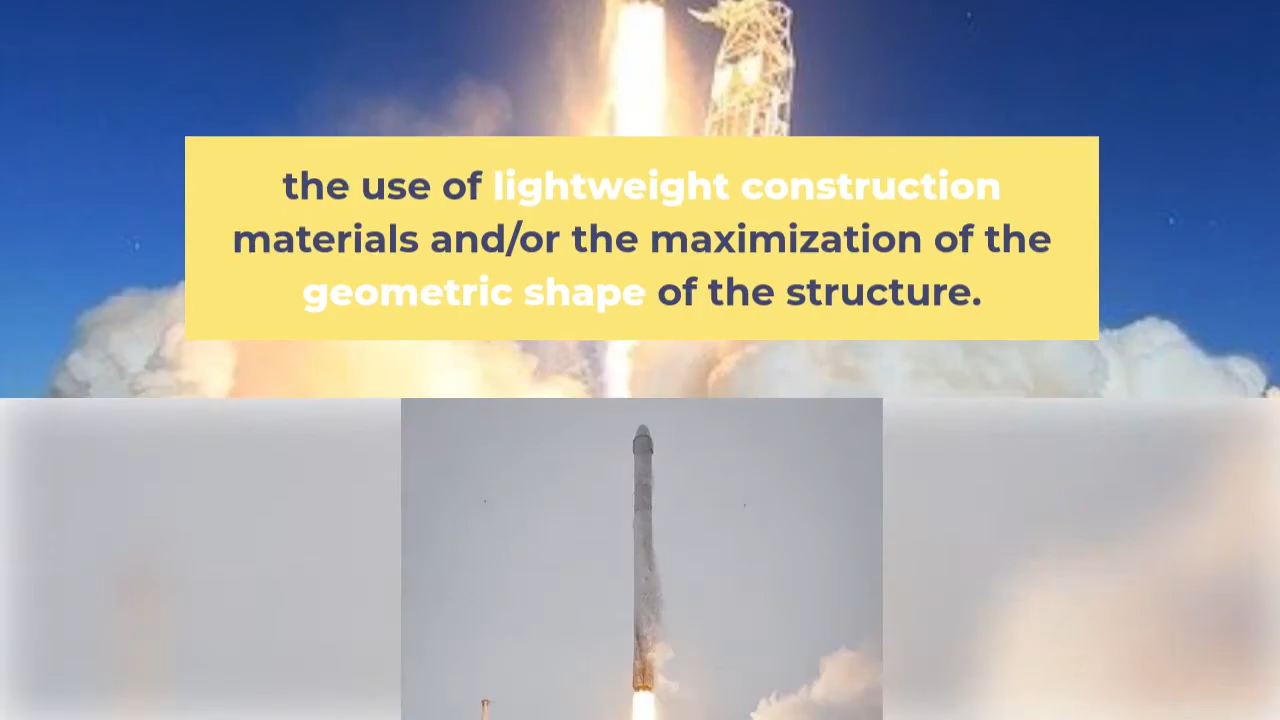 the use of lightweight construction
materials and/or the maximization of the
geometric shape of the structure.